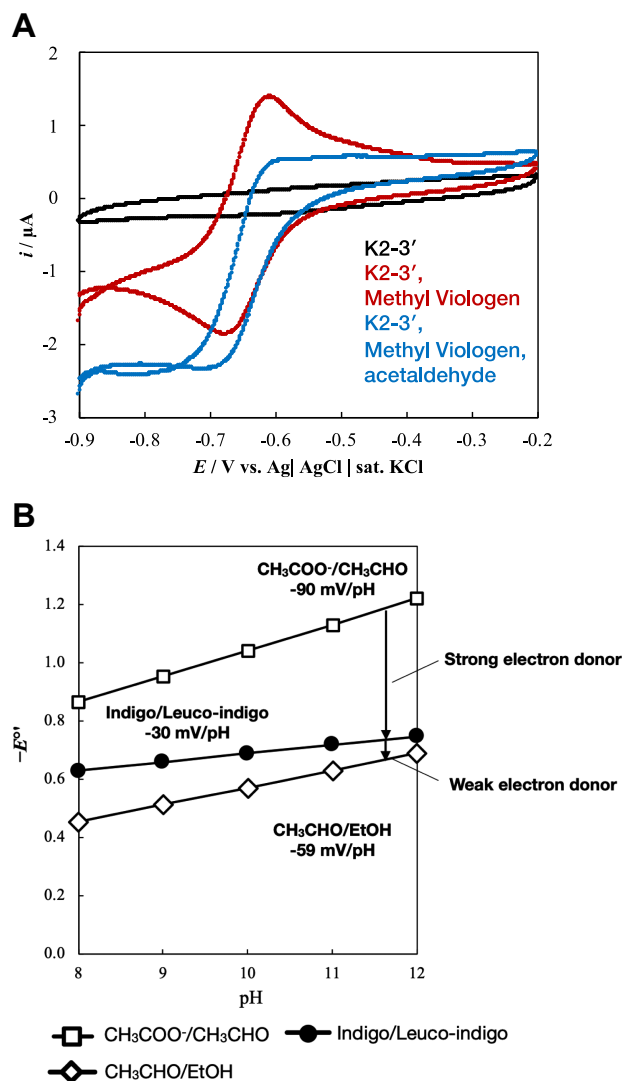 A
2
1
0
-1
-2
-3
i / μA
K2-3′
K2-3′,
Methyl Viologen
K2-3′,
Methyl Viologen,
acetaldehyde
-0.9 -0.8 -0.7 -0.6 -0.5 -0.4 -0.3 -0.2
E / V vs. Ag| AgCl | sat. KCl
B
1.4
1.2
1.0
0.8
0.6
0.4
0.2
0.0
–E°'
CH₃COO⁻/CH₃CHO
-90 mV/pH
Strong electron donor
Indigo/Leuco-indigo
-30 mV/pH
Weak electron donor
CH₃CHO/EtOH
-59 mV/pH
8 9 10 11 12
pH
CH₃COO⁻/CH₃CHO Indigo/Leuco-indigo
CH₃CHO/EtOH